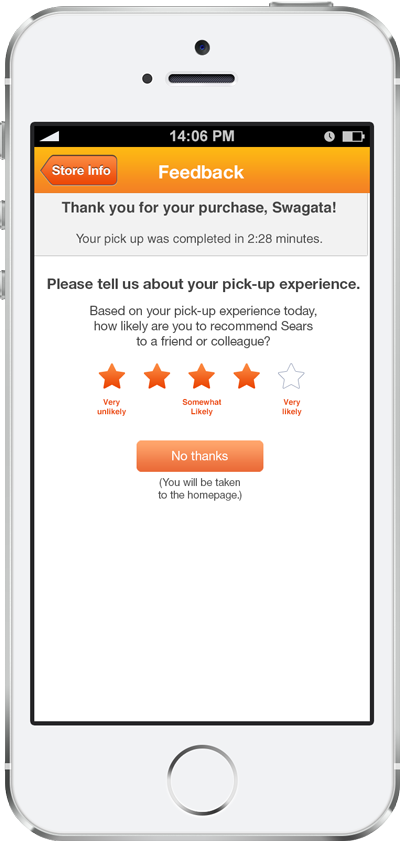 14:06 PM
Store Info
Feedback
Thank you for your purchase, Swagata!
Your pick up was completed in 2:28 minutes.
Please tell us about your pick-up experience.
Based on your pick-up experience today,
how likely are you to recommend Sears
to a friend or colleague?
Very
unlikely
Somewhat
Likely
Very
likely
No thanks
(You will be taken
to the homepage.)